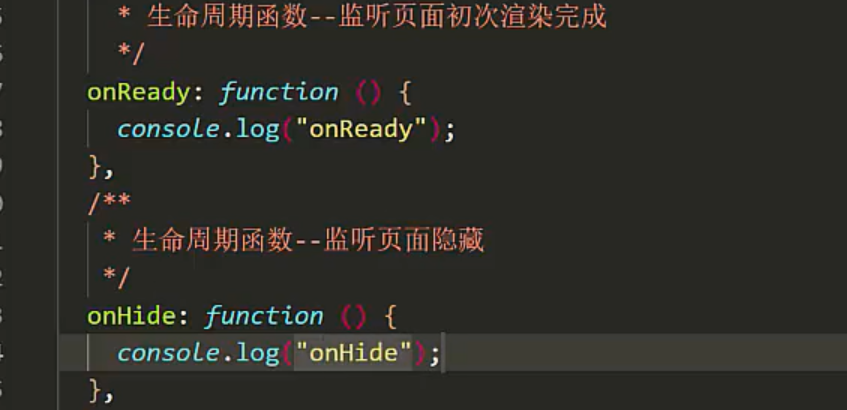 * 生命周期函数--监听页面初次渲染完成
*/
onReady: function () {
console.log("onReady");
},
/**
* 生命周期函数--监听页面隐藏
*/
onHide: function () {
console.log("onHide");
},